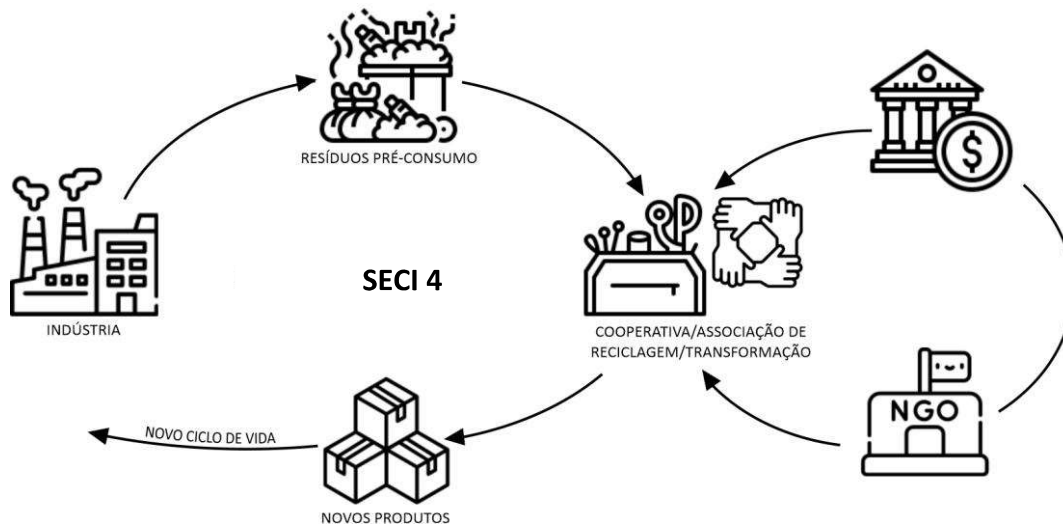 RESÍDUOS PRÉ-CONSUMO
$
SECI 4
INDÚSTRIA
COOPERATIVA/ASSOCIAÇÃO DE
RECICLAGEM/TRANSFORMAÇÃO
NGO
NOVO CICLO DE VIDA
NOVOS PRODUTOS